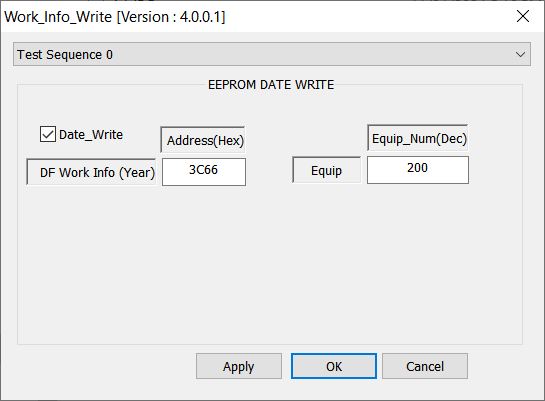 Work_Info_Write [Version : 4.0.0.1]
Test Sequence 0
EEPROM DATE WRITE
Date_Write
Address(Hex)
Equip_Num(Dec)
DF Work Info (Year)
3C66
Equip
200
Apply
OK
Cancel